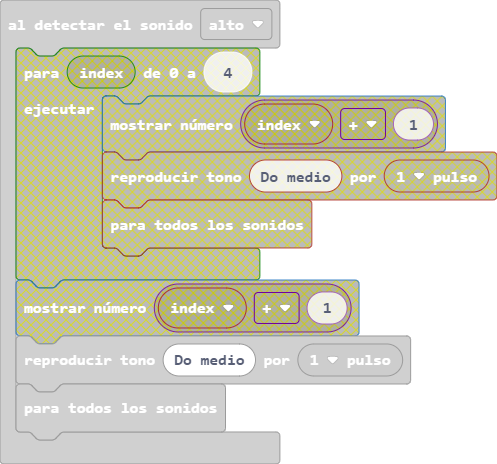 al detectar el sonido alto
para index de 0 a 4
ejecutar
mostrar número index + 1
reproducir tono Do medio por 1 pulso
para todos los sonidos
mostrar número index + 1
reproducir tono Do medio por 1 pulso
para todos los sonidos